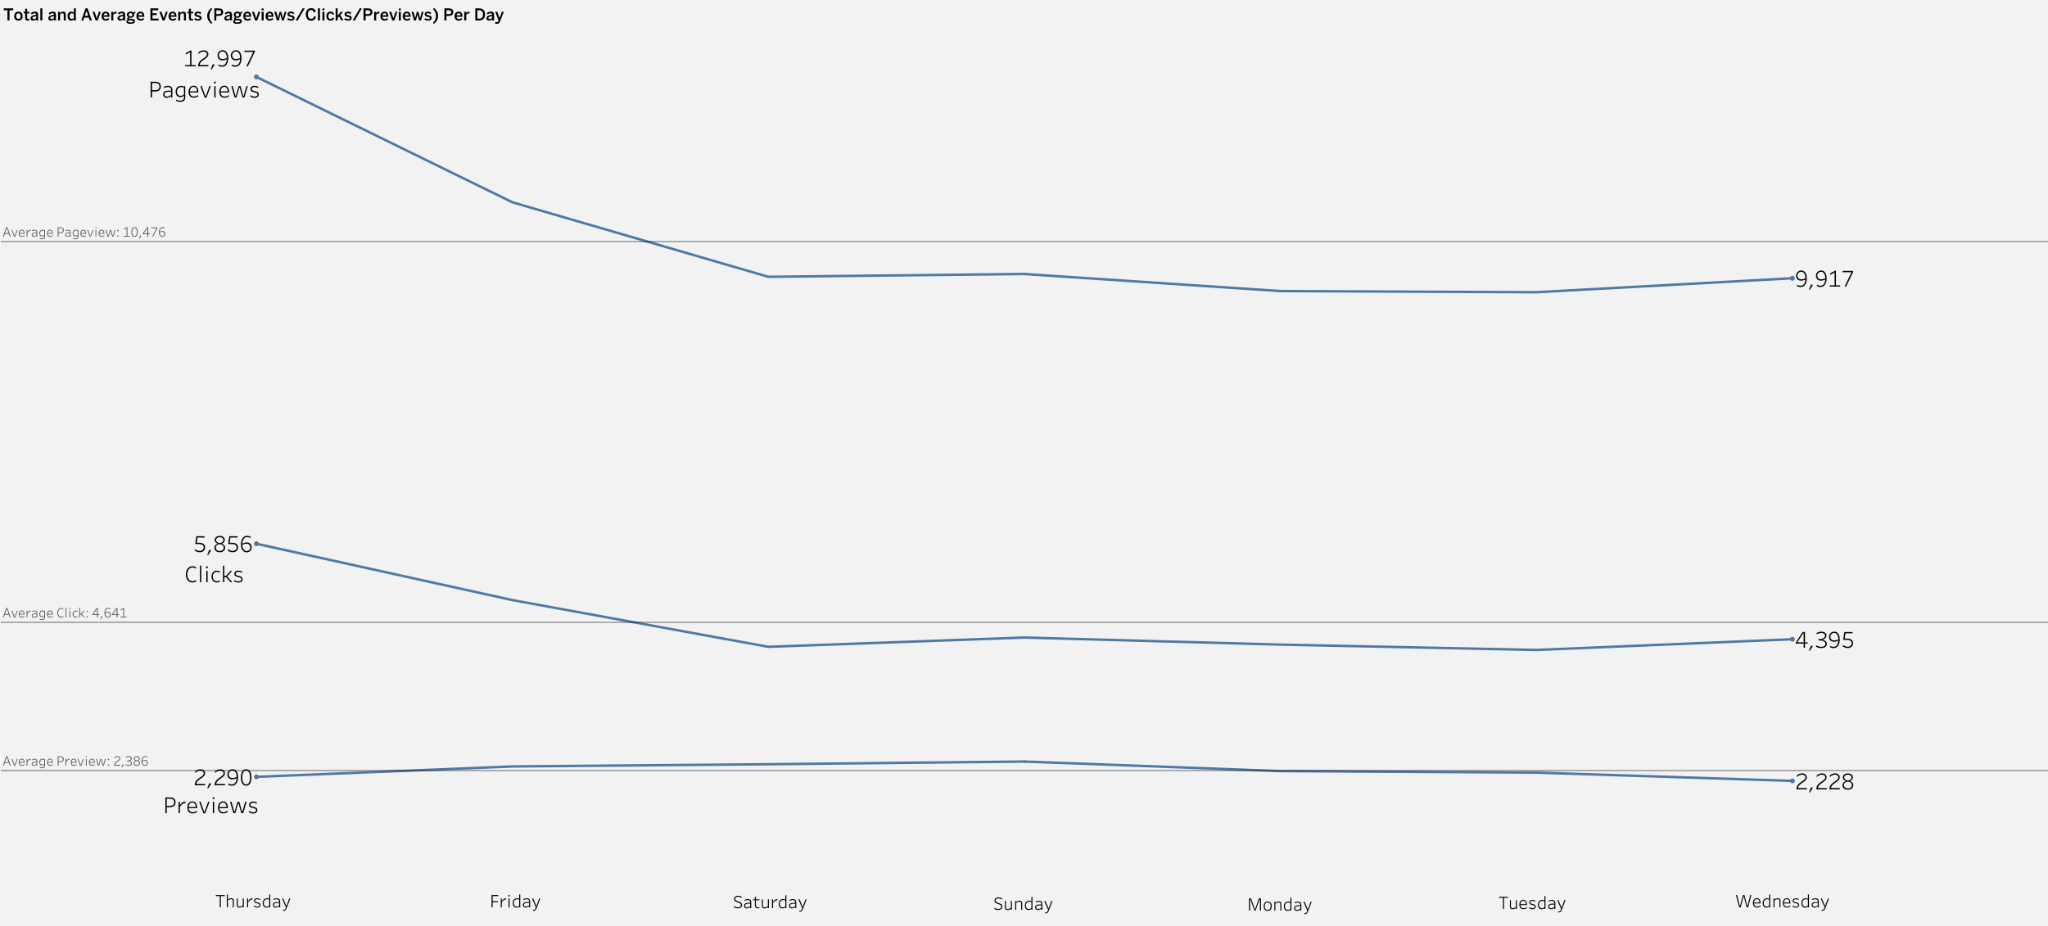 Total and Average Events (Pageviews/Clicks/Previews) Per Day
12,997
Pageviews
Average Pageview: 10,476
9,917
5,856
Clicks
Average Click: 4,641
4,395
Average Preview: 2,386
2,290
2,228
Previews
Thursday
Friday
Saturday
Sunday
Monday
Tuesday
Wednesday